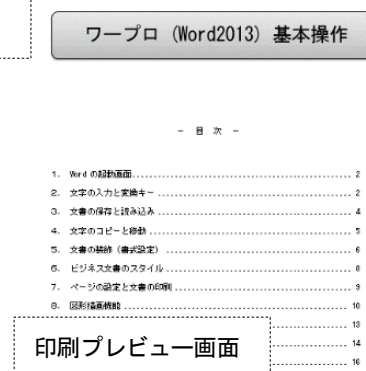 ワープロ（Word2013）基本操作
－ 目 次 －
1. Word の起動画面 2
2. 文字の入力と変換キー 2
3. 文書の保存と読み込み 4
4. 文字のコピーと移動 5
5. 文書の装飾（書式設定） 6
6. ビジネス文書のスタイル 8
7. ページの設定と文書の印刷 9
8. 図形描画機能 10
13
印刷プレビュー画面
14
16